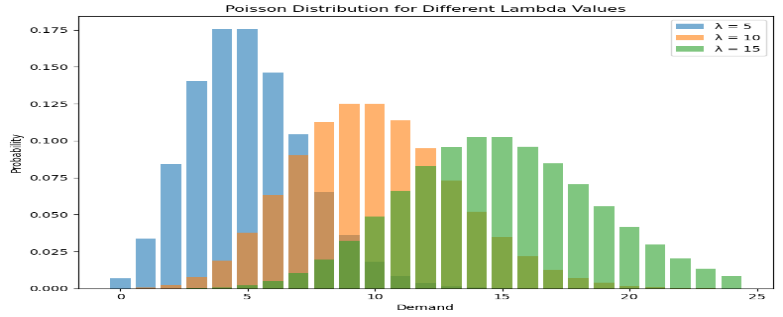 Poisson Distribution for Different Lambda Values
λ = 5
λ = 10
λ = 15
Probability
0.175
0.150
0.125
0.100
0.075
0.050
0.025
0.000
0
5
10
15
20
25
Demand